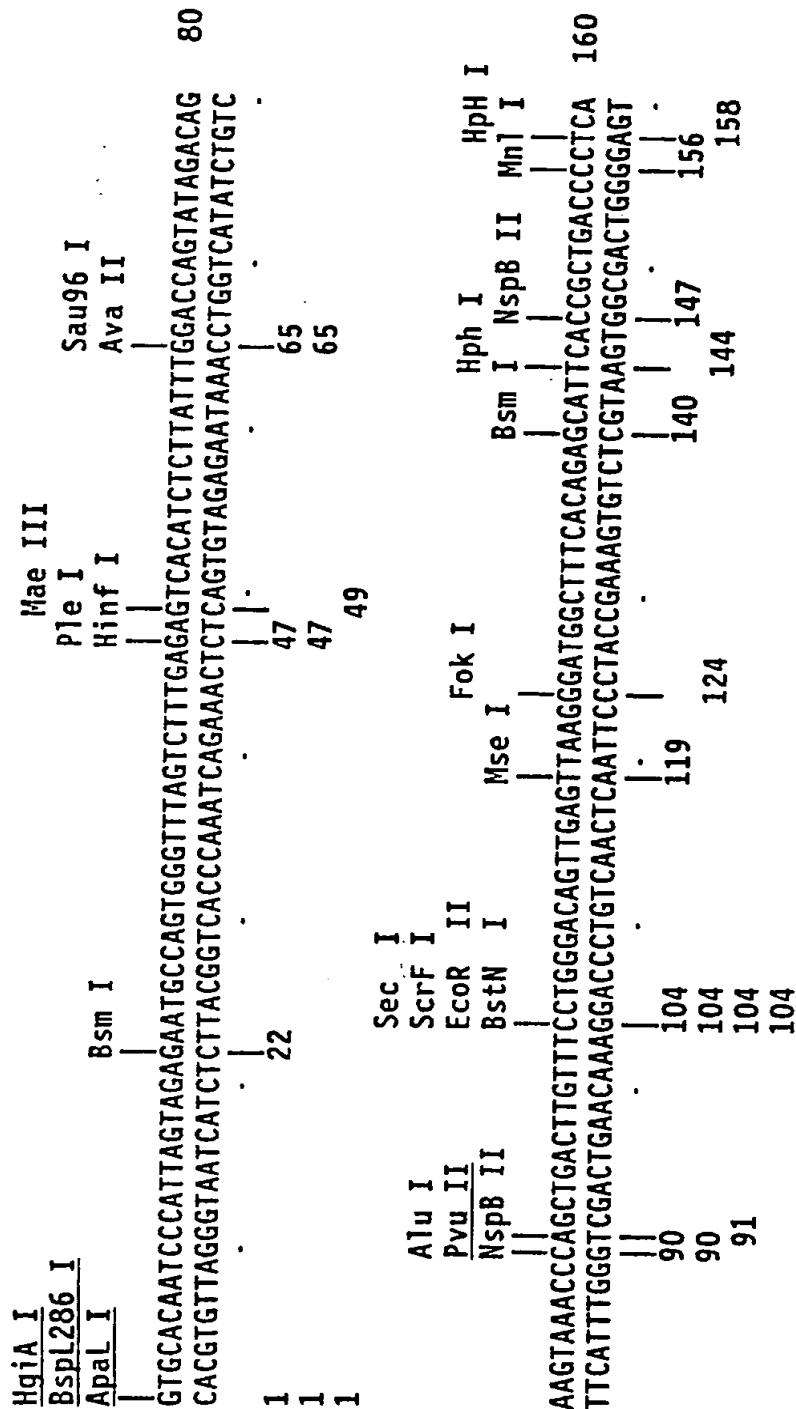 HgiA I
BspL286 I Mae III
ApaL I Bsm I Ple I Sau96 I
Hinf I Ava II
GTGCACAATCCCATTAGTAGAGAATGCCAGTGGGTTTAGTCTTTGAGAGTCACATCTCTTATTTGGACCAGTATAGACAG 80
CACGTGTTAGGGTAATCATCTCTTACGGTCACCCAAATCAGAAACTCTCAGTGTAGAGAATAAACCTGGTCATATCTGTC
1 22 47 65
1 47 65
1 49
Sec I
Alu I ScrF I
Pvu II EcoR II Fok I Hph I HpH I
NspB II BstN I Mse I Bsm I NspB II Mnl I
AAGTAAACCCAGCTGACTTGTTTCCTGGGACAGTTGAGTTAAGGGATGGCTTTCACAGAGCATTCACCGCTGACCCCTCA 160
TTCATTTGGGTCGACTGAACAAAGGACCCTGTCAACTCAATTCCCTACCGAAAGTGTCTCGTAAGTGGCGACTGGGGAGT
90 104 119 140 147 156
90 104 124 144 158
91 104
104